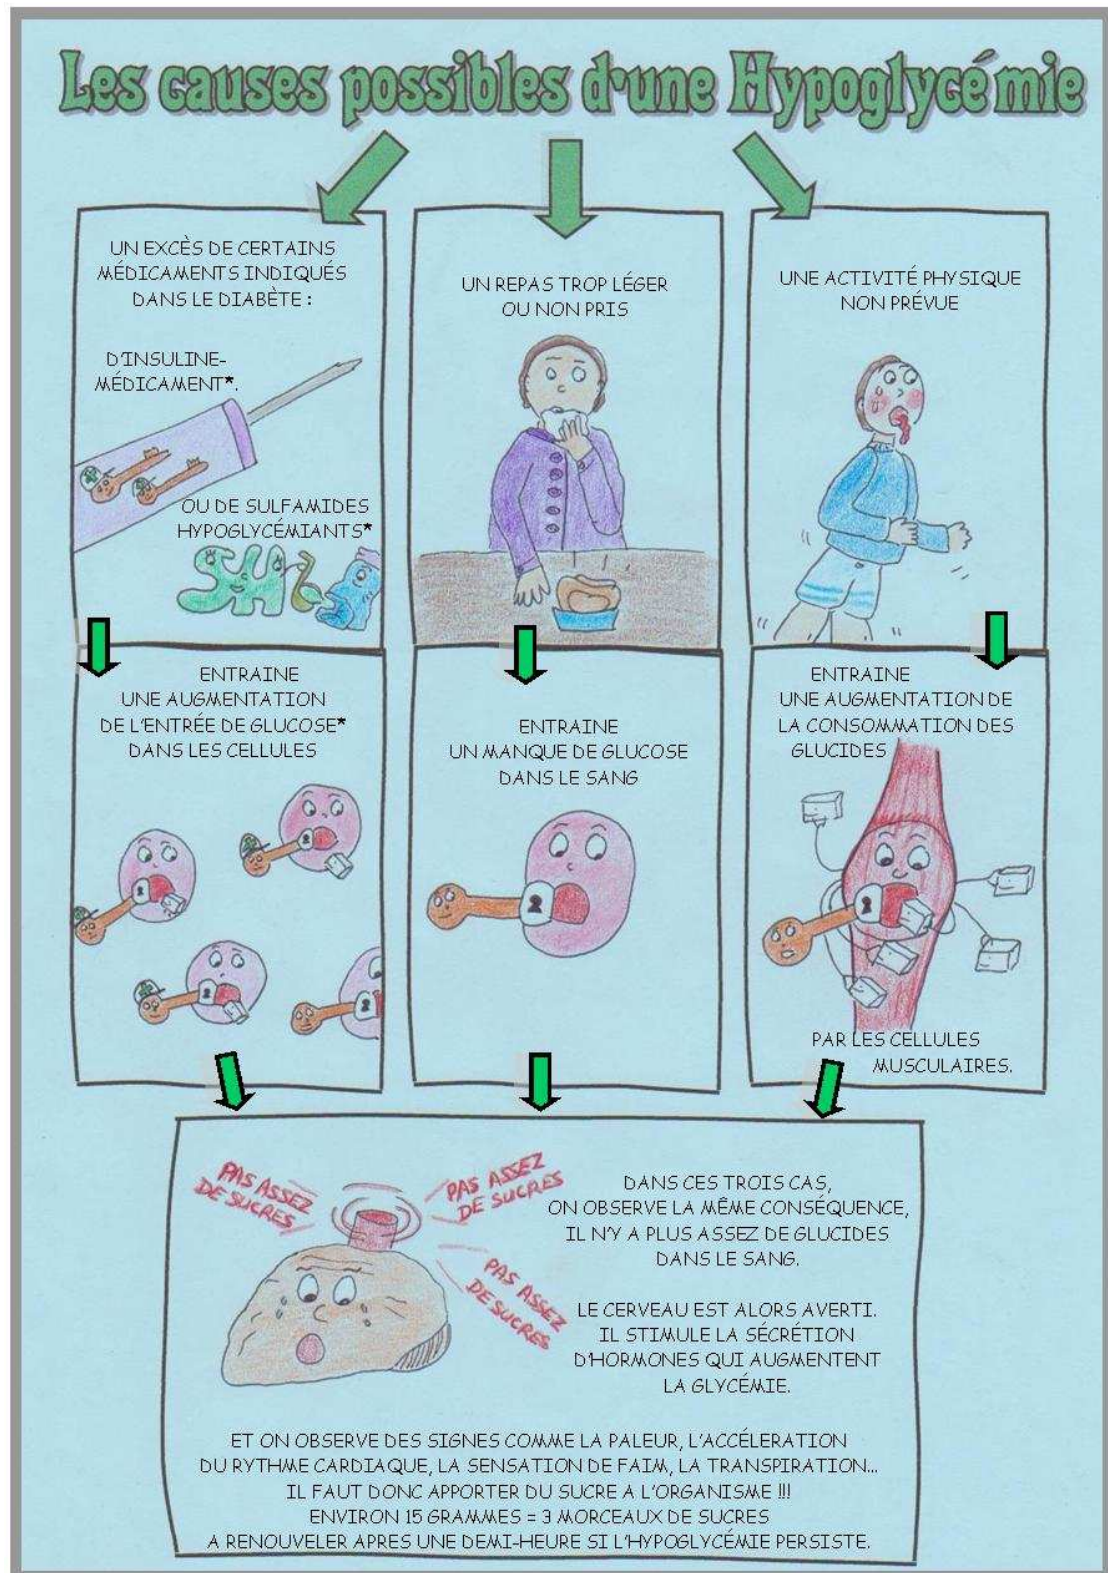 Les causes possibles d'une Hypoglycémie
UN EXCÈS DE CERTAINS
MÉDICAMENTS INDIQUÉS
DANS LE DIABÈTE :
D'INSULINE-
MÉDICAMENT*.
OU DE SULFAMIDES
HYPOGLYCÉMIANTS*
UN REPAS TROP LÉGER
OU NON PRIS
UNE ACTIVITÉ PHYSIQUE
NON PRÉVUE
ENTRAINE
UNE AUGMENTATION
DE L'ENTRÉE DE GLUCOSE*
DANS LES CELLULES
ENTRAINE
UN MANQUE DE GLUCOSE
DANS LE SANG
ENTRAINE
UNE AUGMENTATION DE
LA CONSOMMATION DES
GLUCIDES
PAR LES CELLULES
MUSCULAIRES.
PAS ASSEZ
DE SUCRES
PAS ASSEZ
DE SUCRES
PAS ASSEZ
DE SUCRES
DANS CES TROIS CAS,
ON OBSERVE LA MÊME CONSÉQUENCE,
IL N'Y A PLUS ASSEZ DE GLUCIDES
DANS LE SANG.
LE CERVEAU EST ALORS AVERTI.
IL STIMULE LA SÉCRÉTION
D'HORMONES QUI AUGMENTENT
LA GLYCÉMIE.
ET ON OBSERVE DES SIGNES COMME LA PALEUR, L'ACCÉLERATION
DU RYTHME CARDIAQUE, LA SENSATION DE FAIM, LA TRANSPIRATION...
IL FAUT DONC APPORTER DU SUCRE A L'ORGANISME !!!
ENVIRON 15 GRAMMES = 3 MORCEAUX DE SUCRES
A RENOUVELER APRES UNE DEMI-HEURE SI L'HYPOGLYCÉMIE PERSISTE.